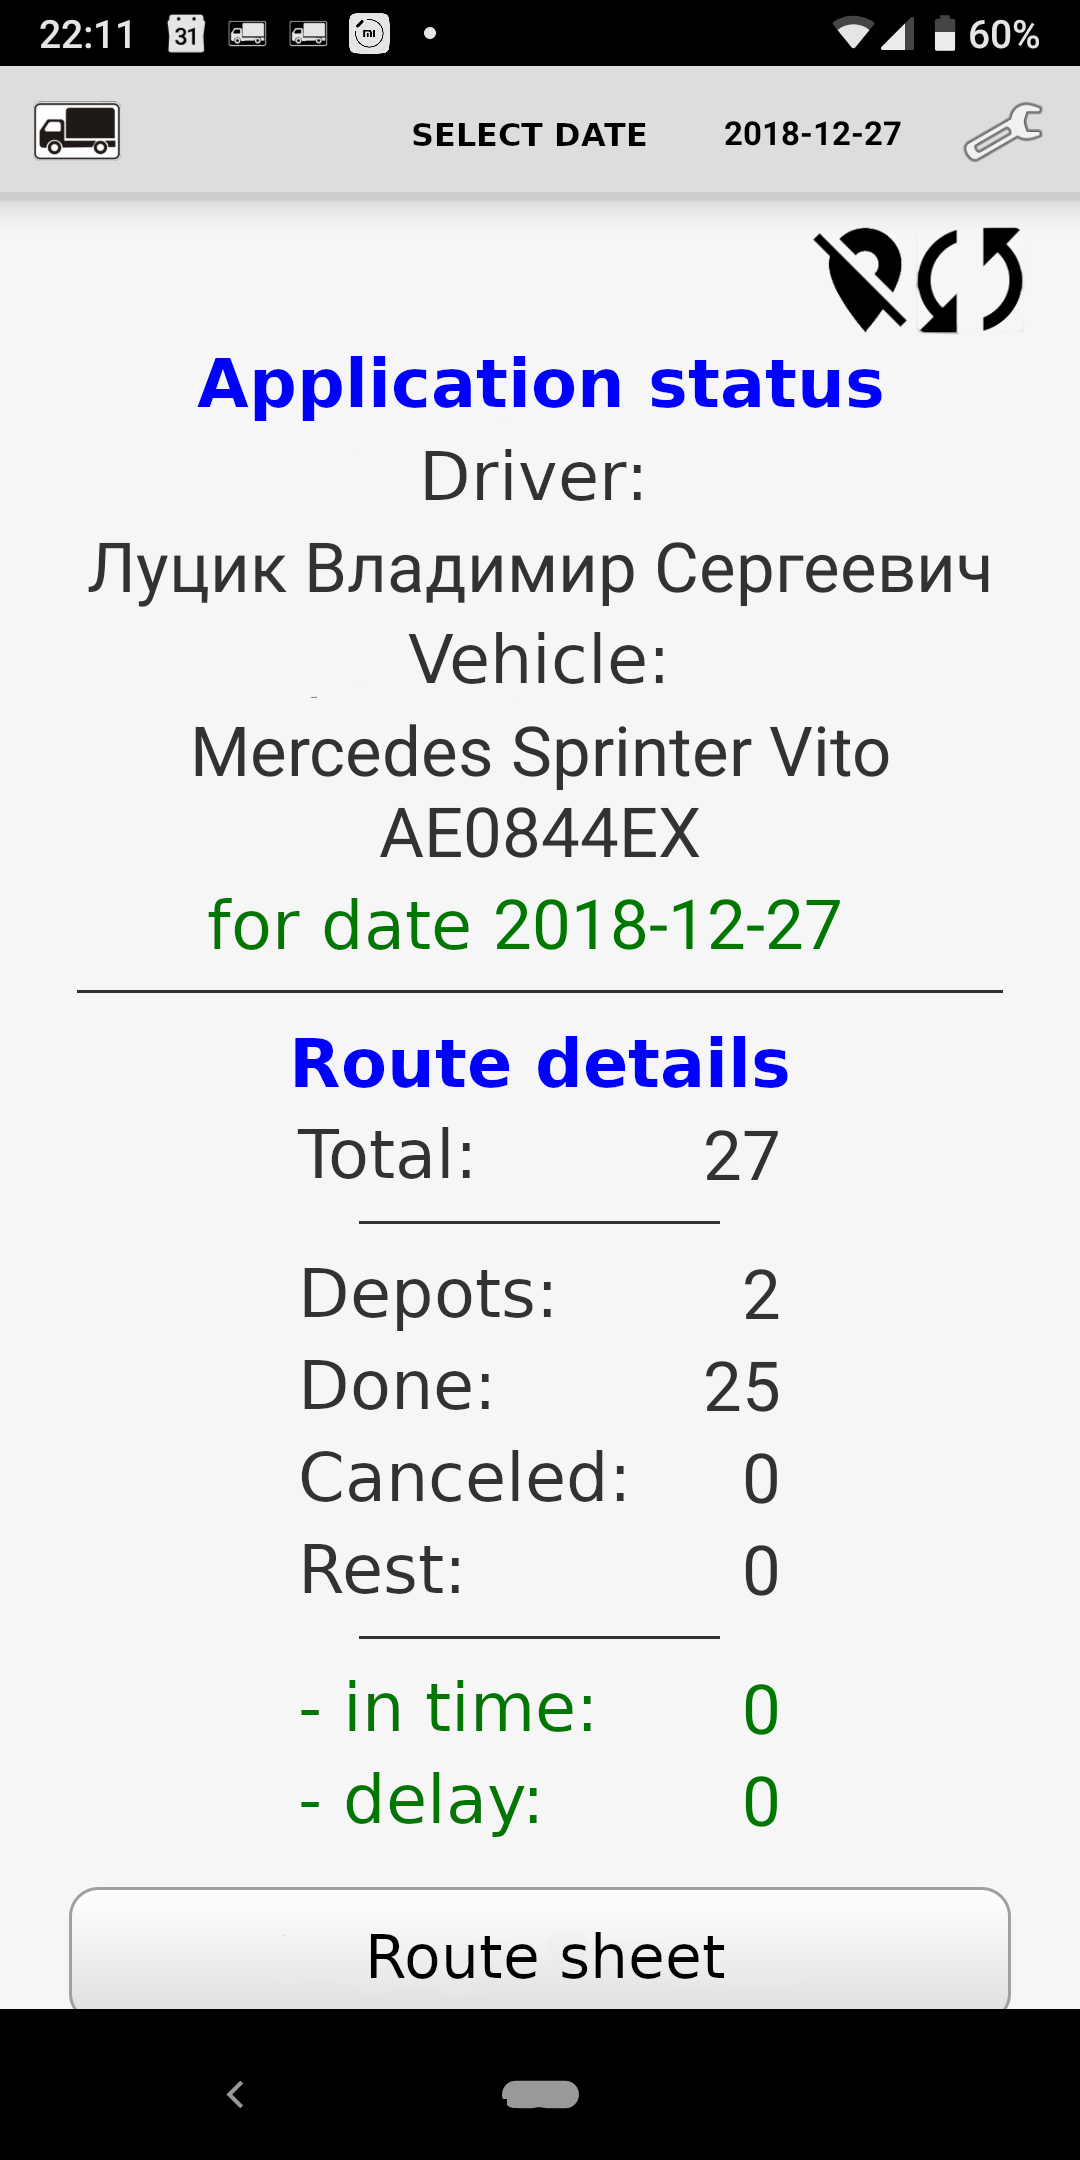 22:11 31 60%
SELECT DATE 2018-12-27
Application status
Driver:
Луцик Владимир Сергеевич
Vehicle:
Mercedes Sprinter Vito
AE0844EX
for date 2018-12-27
Route details
Total: 27
Depots: 2
Done: 25
Canceled: 0
Rest: 0
- in time: 0
- delay: 0
Route sheet